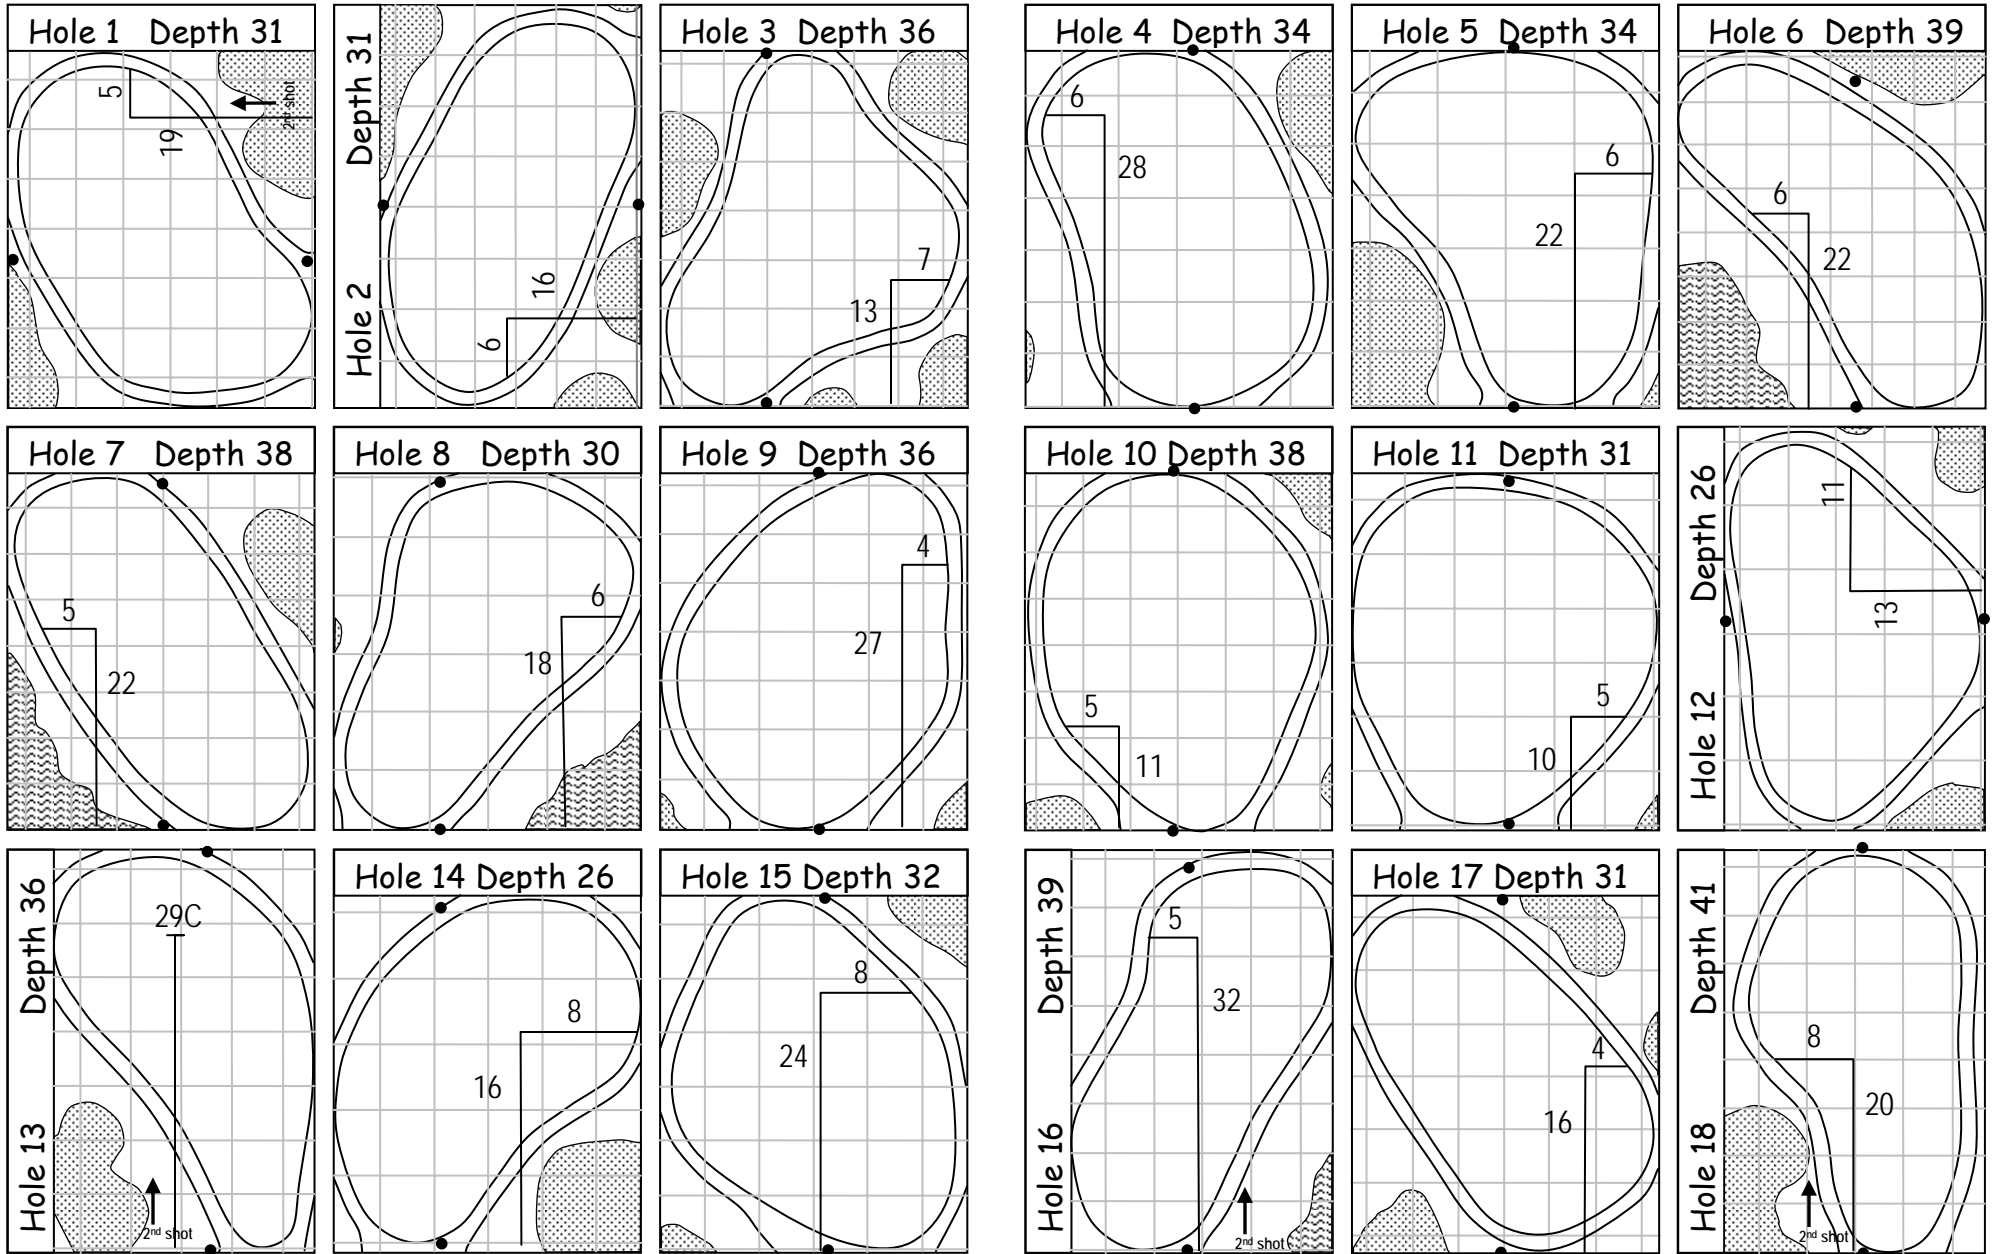 Hole 1 Depth 31
5
19
2nd shot
Hole 2 Depth 31
16
6
Hole 3 Depth 36
7
13
Hole 4 Depth 34
6
28
Hole 5 Depth 34
6
22
Hole 6 Depth 39
6
22
Hole 7 Depth 38
5
22
Hole 8 Depth 30
6
18
Hole 9 Depth 36
4
27
Hole 10 Depth 38
5
11
Hole 11 Depth 31
5
10
Hole 12 Depth 26
11
13
Hole 13 Depth 36
29C
2nd shot
Hole 14 Depth 26
8
16
Hole 15 Depth 32
8
24
Hole 16 Depth 39
5
32
2nd shot
Hole 17 Depth 31
4
16
Hole 18 Depth 41
8
20
2nd shot